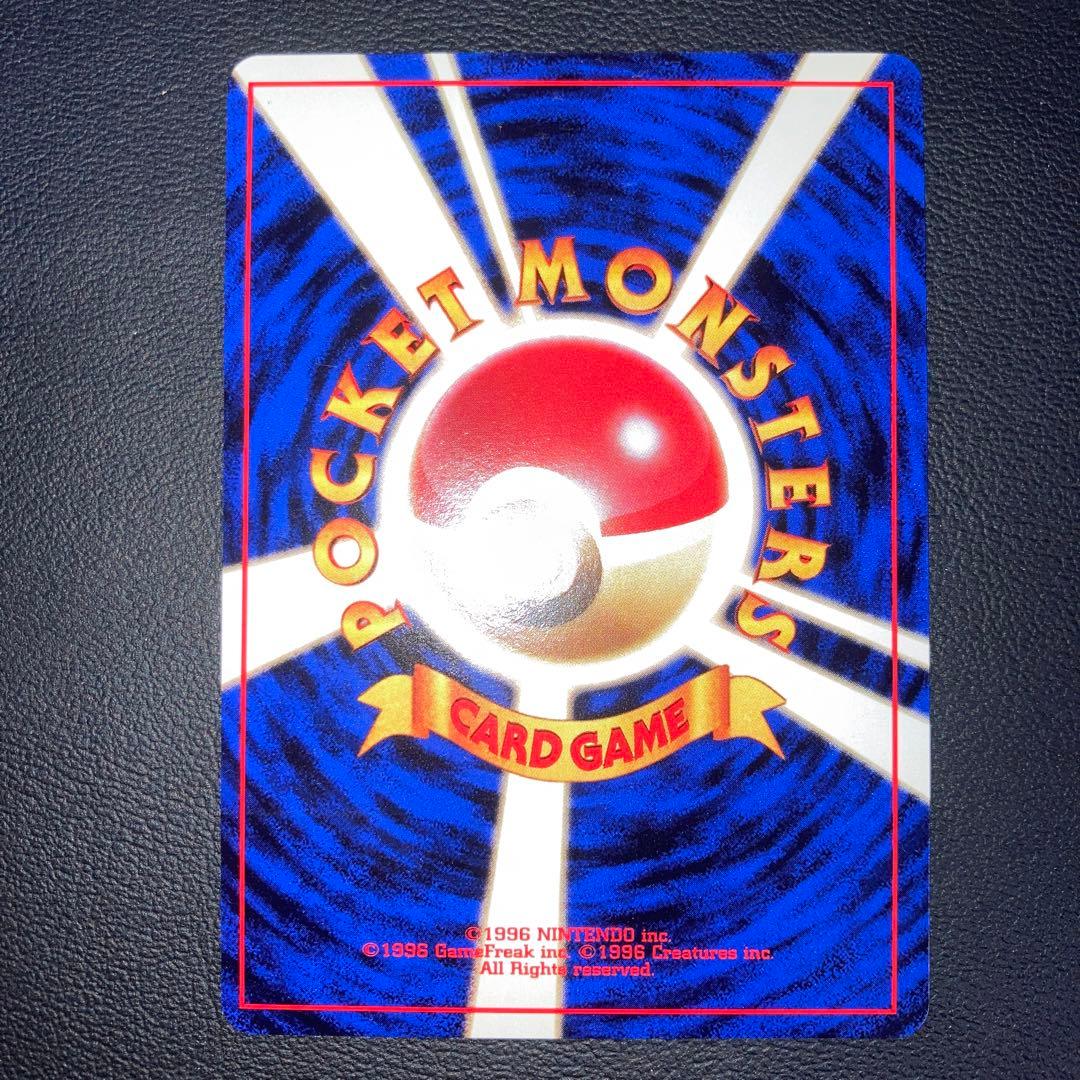 POCKET MONSTERS
CARD GAME
©1996 NINTENDO inc.
©1996 GameFreak inc. ©1996 Creatures inc.
All Rights reserved.